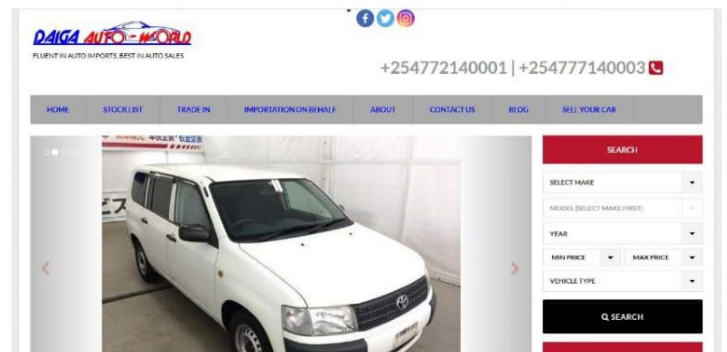 DAIGA AUTO-WORLD
FLUENT IN AUTO IMPORTS, BEST IN AUTO SALES
+254772140001 | +254777140003
HOME STOCK LIST TRADE IN IMPORTATION ON BEHALF ABOUT CONTACT US BLOG SELL YOUR CAR
SEARCH
SELECT MAKE
MODEL (SELECT MAKE FIRST)
YEAR
MIN PRICE MAX PRICE
VEHICLE TYPE
SEARCH